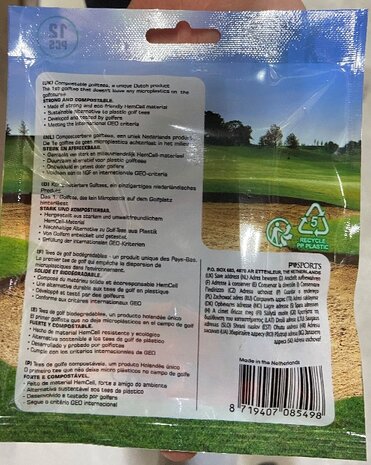 12
PCS
(UK) Compostable golftees, a unique Dutch product
The 1st golftee that doesn't leave any microplastics on the
golfcourse.
STRONG AND COMPOSTABLE.
- Made of strong and eco friendly HemCell material
- Sustainable alternative to plastic golf tees
- Developed and tested by golfers
- Meeting the international GEO criteria
(NL) Composteerbare golftees, een uniek Nederlands product.
De 1e golftee die geen microplastics achterlaat in het milieu
STERK EN AFBREEKBAAR.
- Gemaakt van sterk en milieuvriendelijk HemCell-materiaal
- Duurzaam alternatief voor plastic golftees
- Ontwikkeld en getest door golfers
- Voldoen aan de IGF en internationale GEO-criteria
(D) Kompostierbare Golftees, ein einzigartiges niederländisches
Produkt
Das 1. Golftee, das kein Mikroplastik auf dem Golfplatz
hinterlässt
STARK UND KOMPOSTIERBAR.
- Hergestellt aus starkem und umweltfreundlichem
HemCell-Material
- Nachhaltige Alternative zu Golf-Tees aus Plastik
- Von Golfern entwickelt und getestet.
- Erfüllung der internationalen GEO-Kriterien
(F) Tees de golf biodégradables - un produit unique des Pays-Bas.
Le premier tee de golf qui empêche la dispersion de
microplastiques dans l'environnement.
SOLIDE ET BIODÉGRADABLE.
- Composé du matériau solide et écoresponsable HemCell
- Une alternative durable aux tees de golf en plastique
- Développé et testé par des golfeurs
- Conforme aux critères internationaux GEO
(E) Tees de golf biodegradables, un producto holandés único
El primer golftee que no deja microplásticos en el campo de golf
FUERTE Y COMPOSTABLE.
- Hecho de material HemCell resistente y ecológico
- Alternativa sostenible a los tees de golf de plástico
- Desarrollado y probado por golfistas
- Cumplen con los criterios internacionales del GEO
(P) Tees de golfe compostáveis, um produto holandês único
O primeiro tee que não deixa micro plásticos no campo de golfe
FORTE E COMPOSTÁVEL.
- Feito de material HemCell, forte e amigo do ambiente
- Alternativa sustentável aos tees de plástico
- Desenvolvido e testado por golfistas
- Segue o critério GEO internacional
5
RECYCLE
PP PLASTIC
SPORTS
P.O. BOX 683, 4870 AR ETTEN-LEUR, THE NETHERLANDS
Made in the Netherlands
8 719407 085498